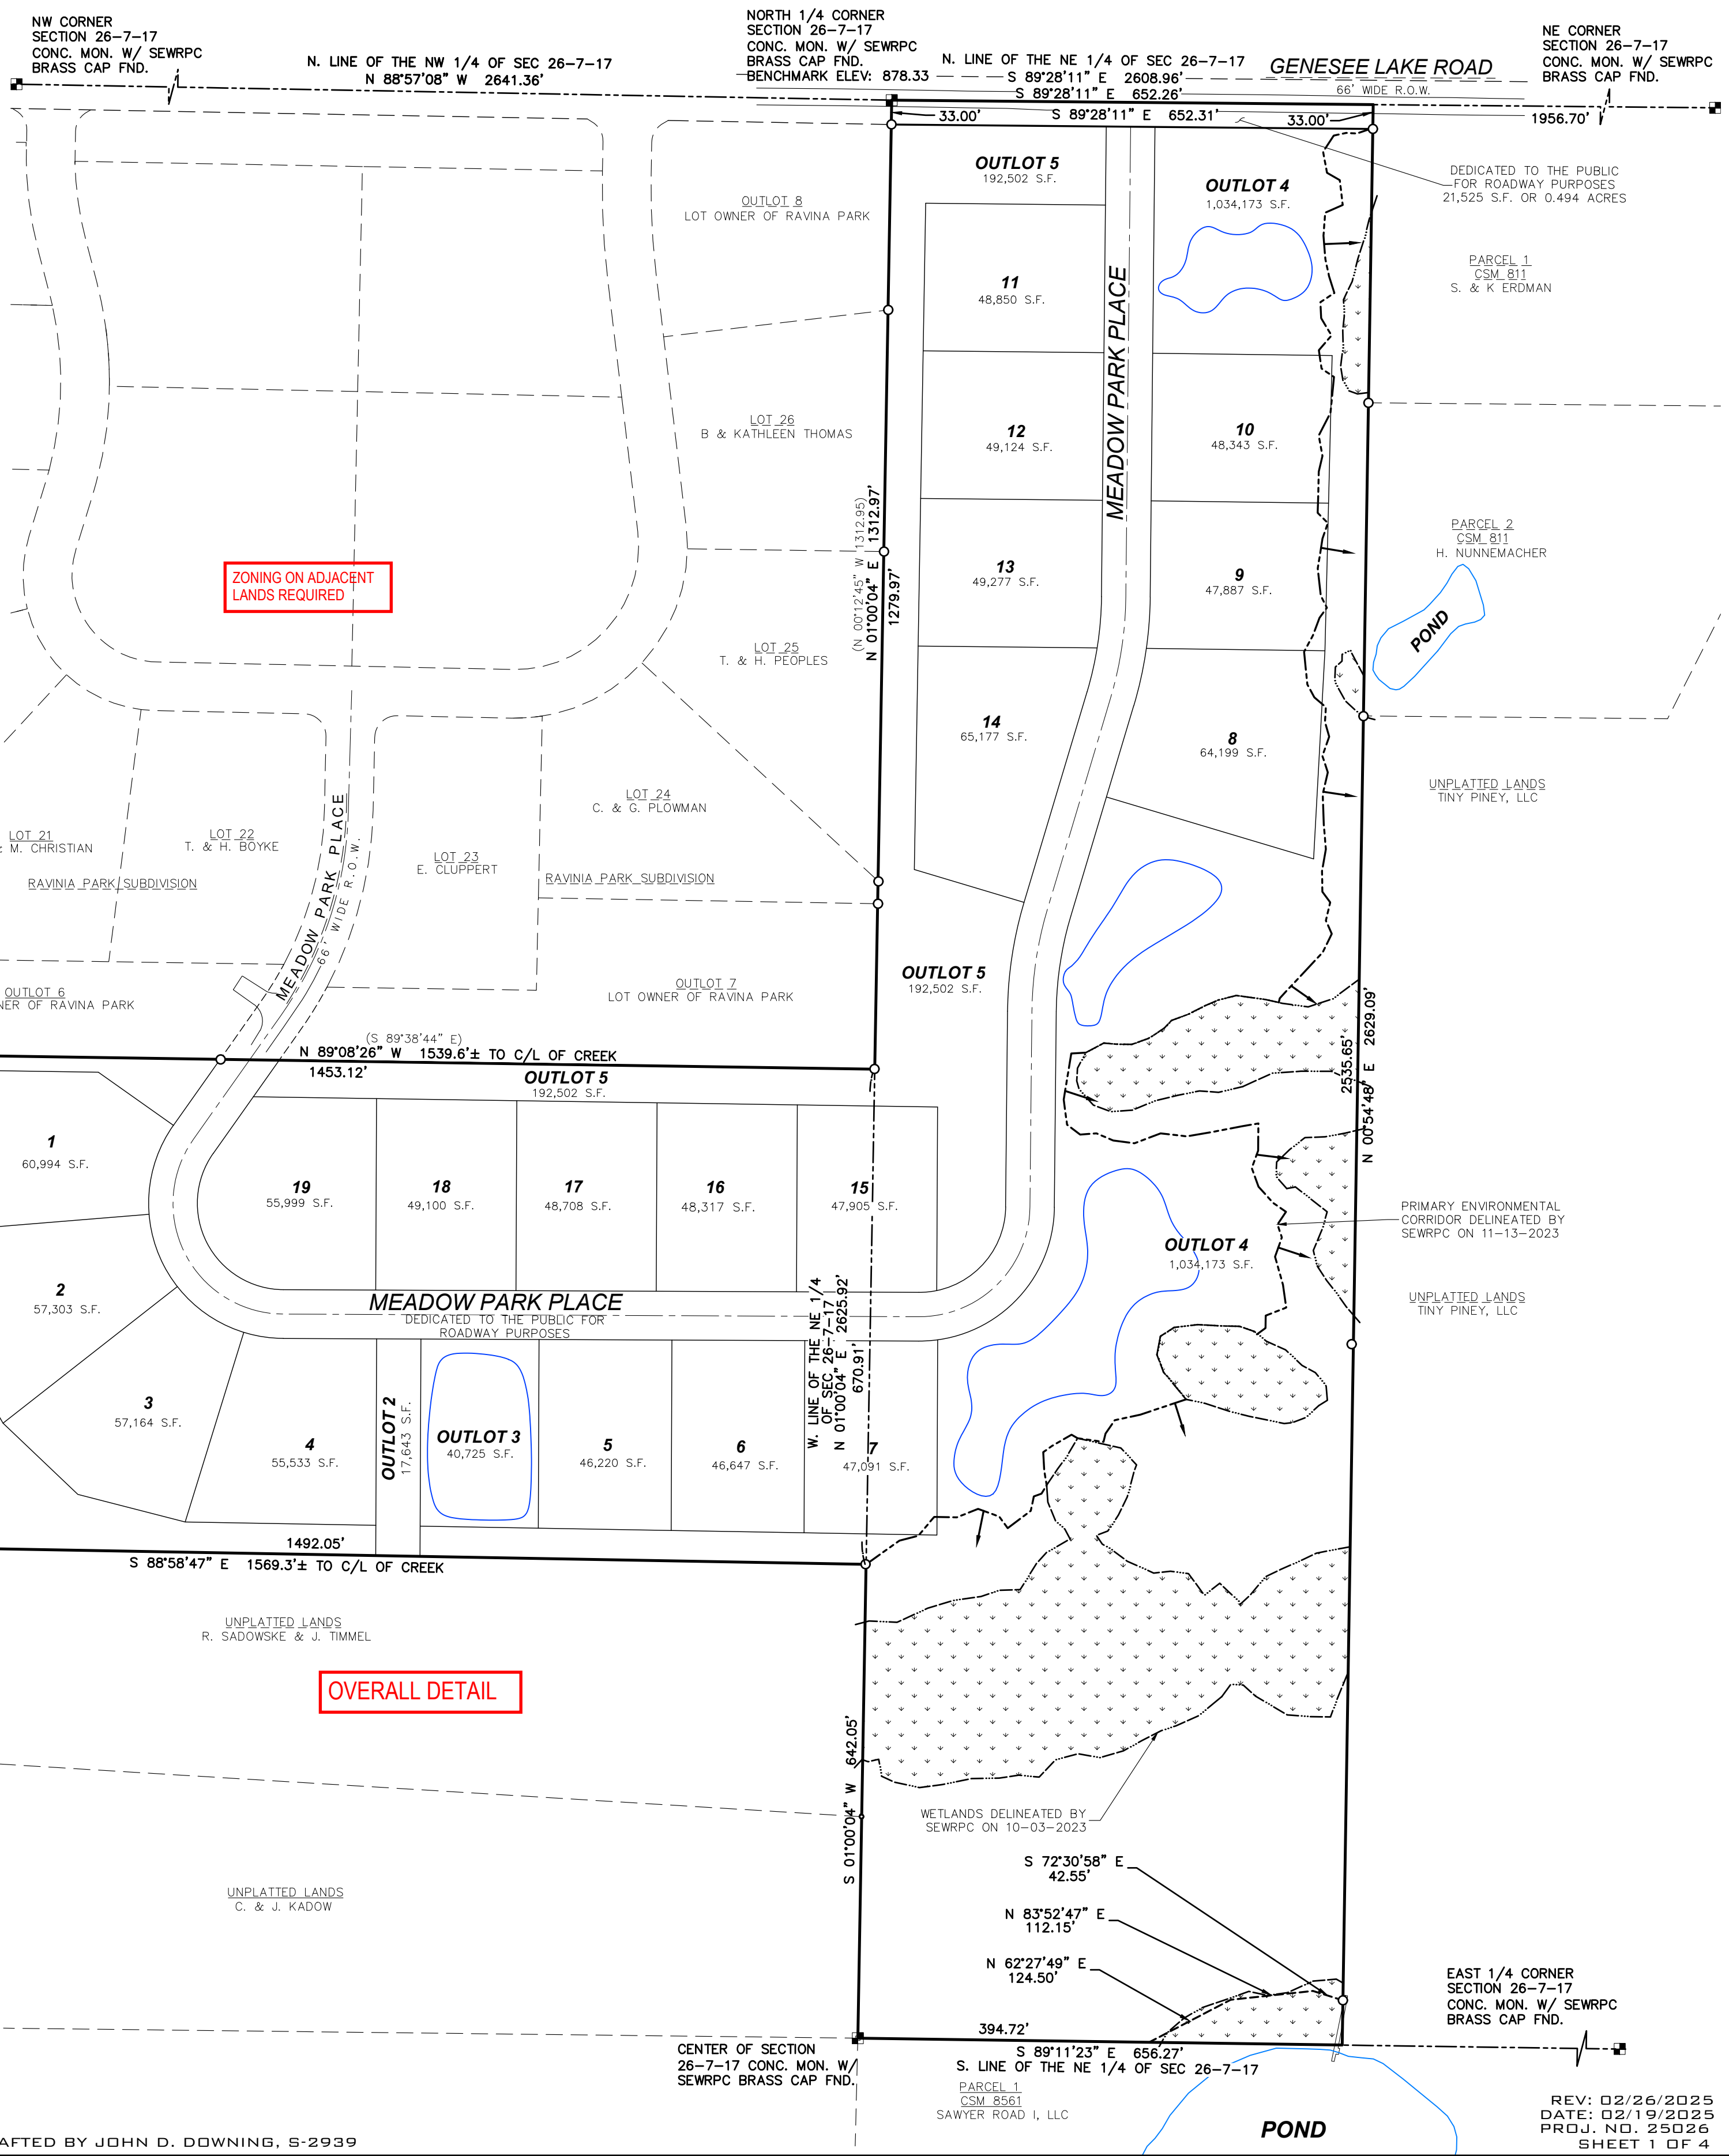 NW CORNER
SECTION 26-7-17
CONC. MON. W/ SEWRPC
BRASS CAP FND.
N. LINE OF THE NW 1/4 OF SEC 26-7-17
N 88°57'08" W 2641.36'
NORTH 1/4 CORNER
SECTION 26-7-17
CONC. MON. W/ SEWRPC
BRASS CAP FND.
BENCHMARK ELEV: 878.33
N. LINE OF THE NE 1/4 OF SEC 26-7-17
S 89°28'11" E 2608.96'
S 89°28'11" E 652.26'
GENESEE LAKE ROAD
66' WIDE R.O.W.
NE CORNER
SECTION 26-7-17
CONC. MON. W/ SEWRPC
BRASS CAP FND.
33.00'
S 89°28'11" E 652.31'
33.00'
1956.70'
DEDICATED TO THE PUBLIC
FOR ROADWAY PURPOSES
21,525 S.F. OR 0.494 ACRES
OUTLOT 5
192,502 S.F.
OUTLOT 4
1,034,173 S.F.
OUTLOT 8
LOT OWNER OF RAVINA PARK
PARCEL 1
CSM 811
S. & K ERDMAN
11
48,850 S.F.
MEADOW PARK PLACE
LOT 26
B & KATHLEEN THOMAS
12
49,124 S.F.
10
48,343 S.F.
(N 00°12'45" W 1312.95)
N 01°00'04" E 1312.97'
1279.97'
PARCEL 2
CSM 811
H. NUNNEMACHER
POND
ZONING ON ADJACENT
LANDS REQUIRED
13
49,277 S.F.
9
47,887 S.F.
LOT 25
T. & H. PEOPLES
14
65,177 S.F.
8
64,199 S.F.
UNPLATTED LANDS
TINY PINEY, LLC
LOT 24
C. & G. PLOWMAN
LOT 21
& M. CHRISTIAN
LOT 22
T. & H. BOYKE
MEADOW PARK PLACE
66' WIDE R.O.W.
LOT 23
E. CLUPPERT
RAVINIA PARK SUBDIVISION
RAVINIA PARK SUBDIVISION
OUTLOT 6
NER OF RAVINA PARK
OUTLOT 7
LOT OWNER OF RAVINA PARK
OUTLOT 5
192,502 S.F.
2535.65'
N 00°54'48" E 2629.09'
(S 89°38'44" E)
N 89°08'26" W 1539.6'± TO C/L OF CREEK
1453.12'
OUTLOT 5
192,502 S.F.
1
60,994 S.F.
19
55,999 S.F.
18
49,100 S.F.
17
48,708 S.F.
16
48,317 S.F.
15
47,905 S.F.
PRIMARY ENVIRONMENTAL
CORRIDOR DELINEATED BY
SEWRPC ON 11-13-2023
OUTLOT 4
1,034,173 S.F.
UNPLATTED LANDS
TINY PINEY, LLC
2
57,303 S.F.
MEADOW PARK PLACE
DEDICATED TO THE PUBLIC FOR
ROADWAY PURPOSES
W. LINE OF THE NE 1/4
OF SEC 26-7-17
N 01°00'04" E 2625.92'
670.91'
3
57,164 S.F.
4
55,533 S.F.
OUTLOT 2
17,643 S.F.
OUTLOT 3
40,725 S.F.
5
46,220 S.F.
6
46,647 S.F.
7
47,091 S.F.
1492.05'
S 88°58'47" E 1569.3'± TO C/L OF CREEK
UNPLATTED LANDS
R. SADOWSKE & J. TIMMEL
OVERALL DETAIL
S 01°00'04" W 642.05'
WETLANDS DELINEATED BY
SEWRPC ON 10-03-2023
UNPLATTED LANDS
C. & J. KADOW
S 72°30'58" E
42.55'
N 83°52'47" E
112.15'
N 62°27'49" E
124.50'
EAST 1/4 CORNER
SECTION 26-7-17
CONC. MON. W/ SEWRPC
BRASS CAP FND.
394.72'
S 89°11'23" E 656.27'
S. LINE OF THE NE 1/4 OF SEC 26-7-17
CENTER OF SECTION
26-7-17 CONC. MON. W/
SEWRPC BRASS CAP FND.
PARCEL 1
CSM 8561
SAWYER ROAD I, LLC
POND
AFTED BY JOHN D. DOWNING, S-2939
REV: 02/26/2025
DATE: 02/19/2025
PROJ. NO. 25026
SHEET 1 OF 4